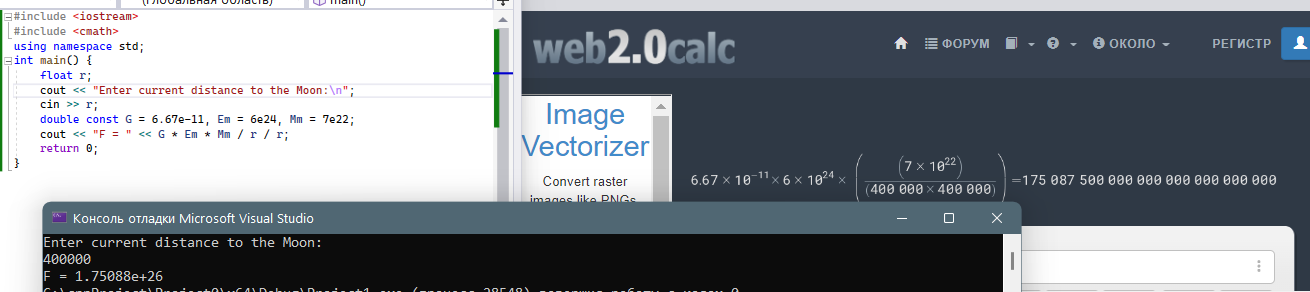 (Глобальная область)
main()
#include <iostream>
#include <cmath>
using namespace std;
int main() {
float r;
cout << "Enter current distance to the Moon:\n";
cin >> r;
double const G = 6.67e-11, Em = 6e24, Mm = 7e22;
cout << "F = " << G * Em * Mm / r / r;
return 0;
}
web2.0calc
ФОРУМ
ОКОЛО
РЕГИСТР
Image
Vectorizer
Convert raster
images like PNGs
6.67 × 10^−11 × 6 × 10^24 × ( (7 × 10^22) / (400 000 × 400 000) ) =175 087 500 000 000 000 000 000 000
Консоль отладки Microsoft Visual Studio
Enter current distance to the Moon:
400000
F = 1.75088e+26